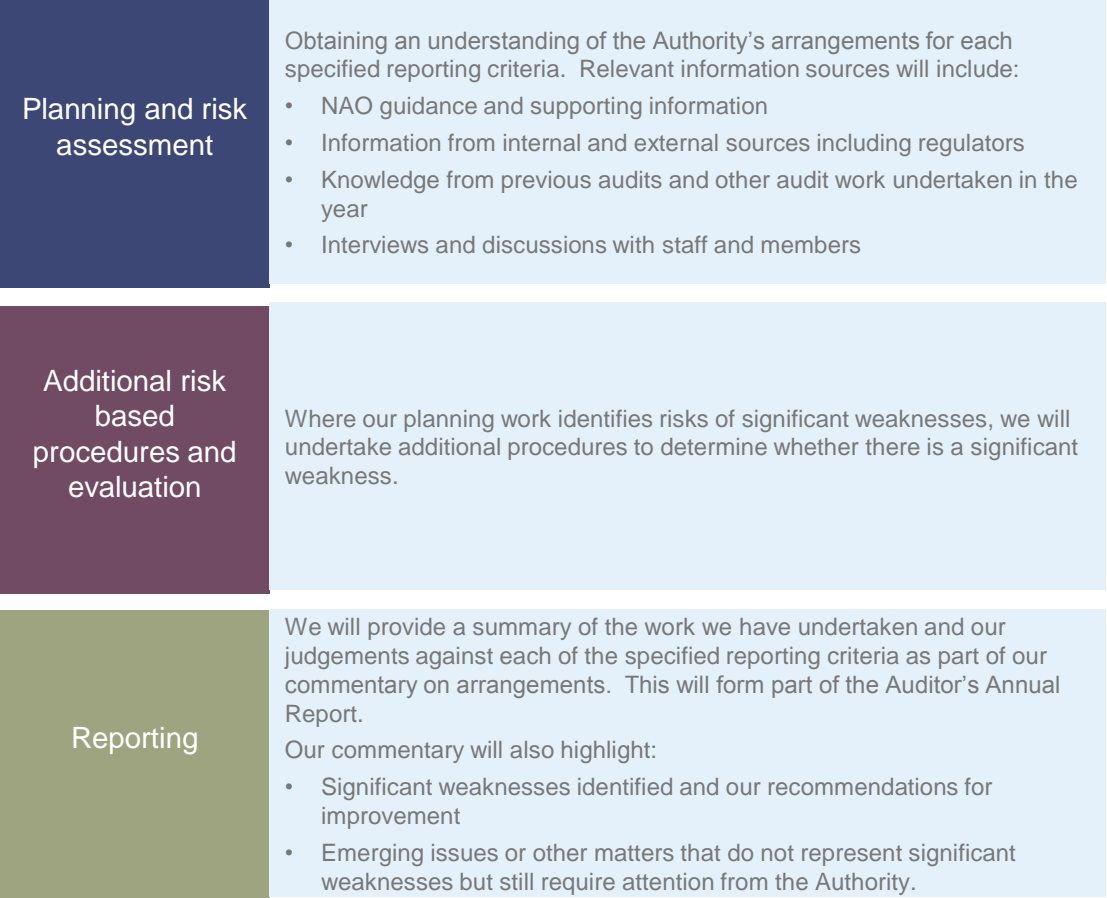 Planning and risk
assessment
Obtaining an understanding of the Authority's arrangements for each
specified reporting criteria.  Relevant information sources will include:
• NAO guidance and supporting information
• Information from internal and external sources including regulators
• Knowledge from previous audits and other audit work undertaken in the
year
• Interviews and discussions with staff and members
Additional risk
based
procedures and
evaluation
Where our planning work identifies risks of significant weaknesses, we will
undertake additional procedures to determine whether there is a significant
weakness.
Reporting
We will provide a summary of the work we have undertaken and our
judgements against each of the specified reporting criteria as part of our
commentary on arrangements.  This will form part of the Auditor's Annual
Report.
Our commentary will also highlight:
• Significant weaknesses identified and our recommendations for
improvement
• Emerging issues or other matters that do not represent significant
weaknesses but still require attention from the Authority.